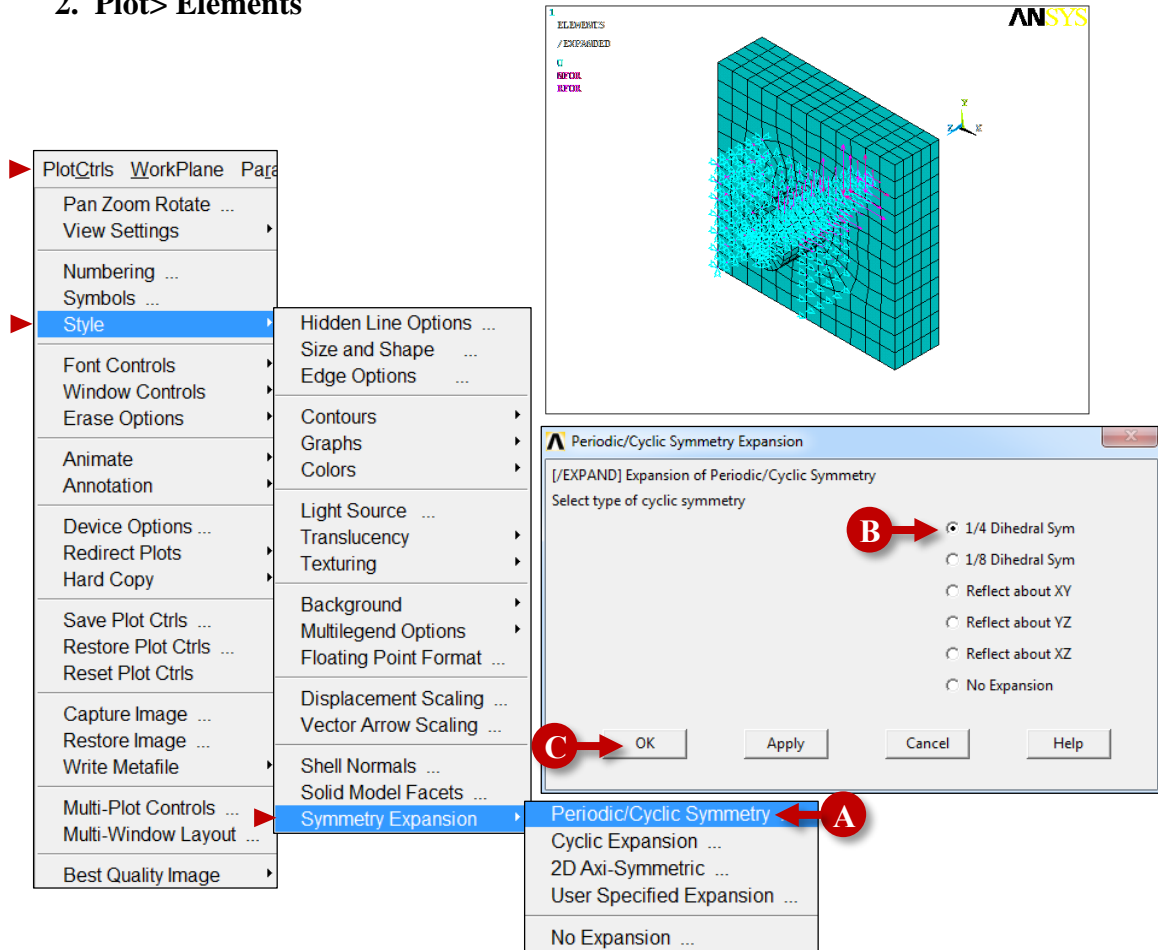 2. Plot> Elements
1
ELEMENTS
/EXPANDED
U
NFOR
RFOR
ANSYS
Y
Z
X
PlotCtrls WorkPlane Para
Pan Zoom Rotate ...
View Settings
Numbering ...
Symbols ...
Style
Font Controls
Window Controls
Erase Options
Animate
Annotation
Device Options ...
Redirect Plots
Hard Copy
Save Plot Ctrls ...
Restore Plot Ctrls ...
Reset Plot Ctrls
Capture Image ...
Restore Image ...
Write Metafile
Multi-Plot Controls ...
Multi-Window Layout ...
Best Quality Image
Hidden Line Options ...
Size and Shape ...
Edge Options ...
Contours
Graphs
Colors
Light Source ...
Translucency
Texturing
Background
Multilegend Options
Floating Point Format ...
Displacement Scaling ...
Vector Arrow Scaling ...
Shell Normals ...
Solid Model Facets ...
Symmetry Expansion
Periodic/Cyclic Symmetry
A
Cyclic Expansion ...
2D Axi-Symmetric ...
User Specified Expansion ...
No Expansion ...
Periodic/Cyclic Symmetry Expansion
[/EXPAND] Expansion of Periodic/Cyclic Symmetry
Select type of cyclic symmetry
B
1/4 Dihedral Sym
1/8 Dihedral Sym
Reflect about XY
Reflect about YZ
Reflect about XZ
No Expansion
C
OK Apply Cancel Help